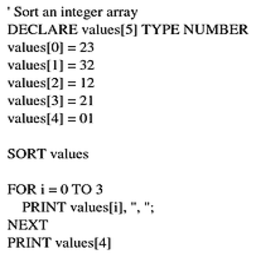 ' Sort an integer array
DECLARE values[5] TYPE NUMBER
values[0] = 23
values[1] = 32
values[2] = 12
values[3] = 21
values[4] = 01
SORT values
FOR i = 0 TO 3
PRINT values[i], ", ";
NEXT
PRINT values[4]